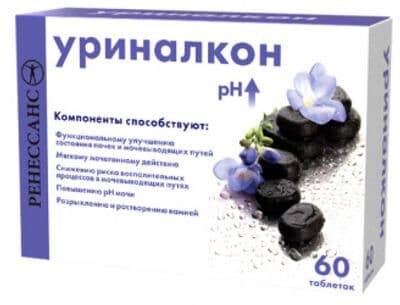 уриналкон
pH
Компоненты способствуют:
Функциональному улучшению
состояния почек и мочевыводящих путей
Мягкому мочегонному действию
Снижению риска воспалительных
процессов в мочевыводящих путях
Повышению pH мочи
Разрыхлению и растворению камней
РЕНЕССАНС
60
таблеток
уриналкон